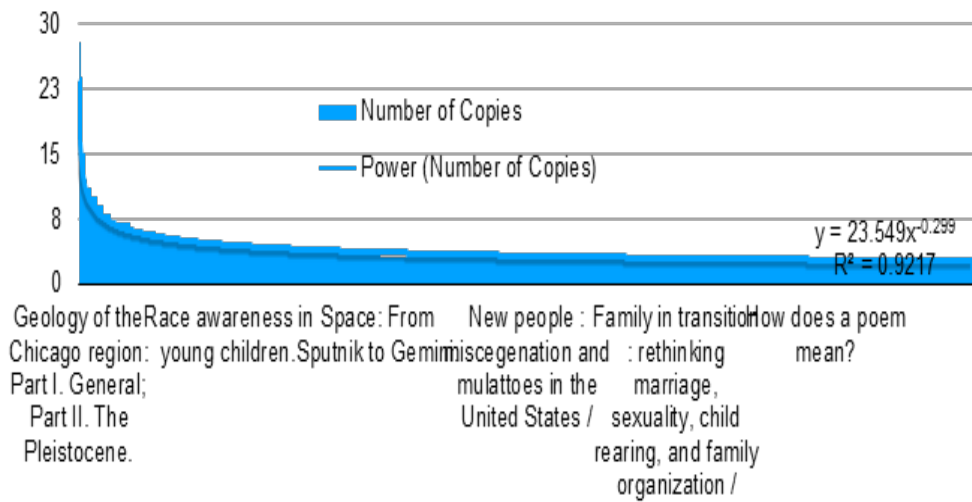 30
23
15
8
0
Number of Copies
Power (Number of Copies)
y = 23.549x^-0.299
R² = 0.9217
Geology of the
Chicago region:
Part I. General;
Part II. The
Pleistocene.
Race awareness in
young children.
Space: From
Sputnik to Gemini
New people :
miscegenation and
mulattoes in the
United States /
Family in transition
: rethinking
marriage,
sexuality, child
rearing, and family
organization /
How does a poem
mean?